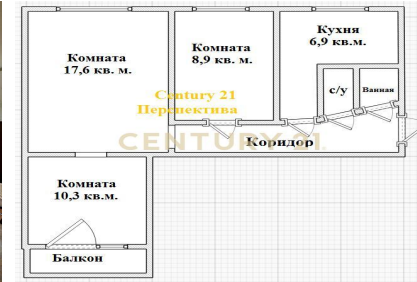 Комната
17,6 кв. м.
Комната
8,9 кв. м.
Кухня
6,9 кв.м.
с/у
Ванная
Century 21
Перспектива
CENTURY 21.
Коридор
Комната
10,3 кв.м.
Балкон